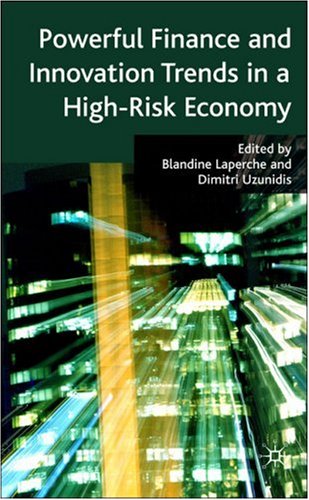 Powerful Finance and
Innovation Trends in a
High-Risk Economy
Edited by
Blandine Laperche and
Dimitri Uzunidis